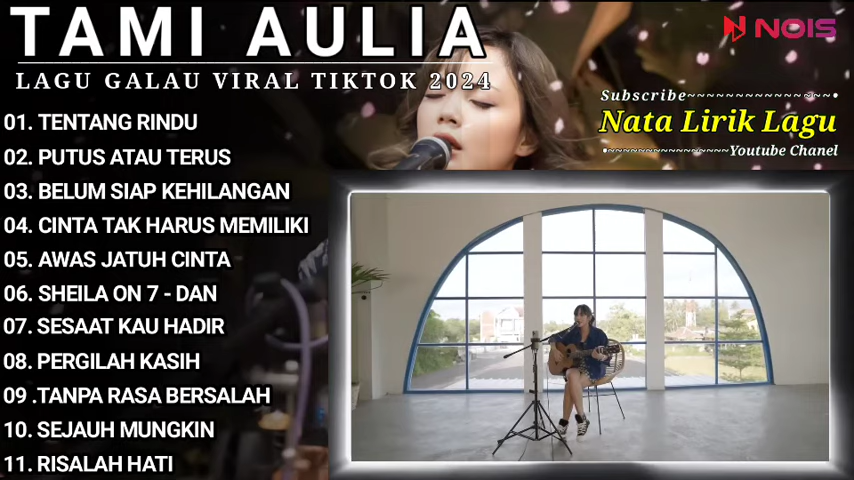 TAMI AULIA
LAGU GALAU VIRAL TIKTOK 2024
NOIS
Subscribe~~~~~~~~~~~~~~~•
Nata Lirik Lagu
•~~~~~~~~~~~~~~~Youtube Chanel
01. TENTANG RINDU
02. PUTUS ATAU TERUS
03. BELUM SIAP KEHILANGAN
04. CINTA TAK HARUS MEMILIKI
05. AWAS JATUH CINTA
06. SHEILA ON 7 - DAN
07. SESAAT KAU HADIR
08. PERGILAH KASIH
09 .TANPA RASA BERSALAH
10. SEJAUH MUNGKIN
11. RISALAH HATI